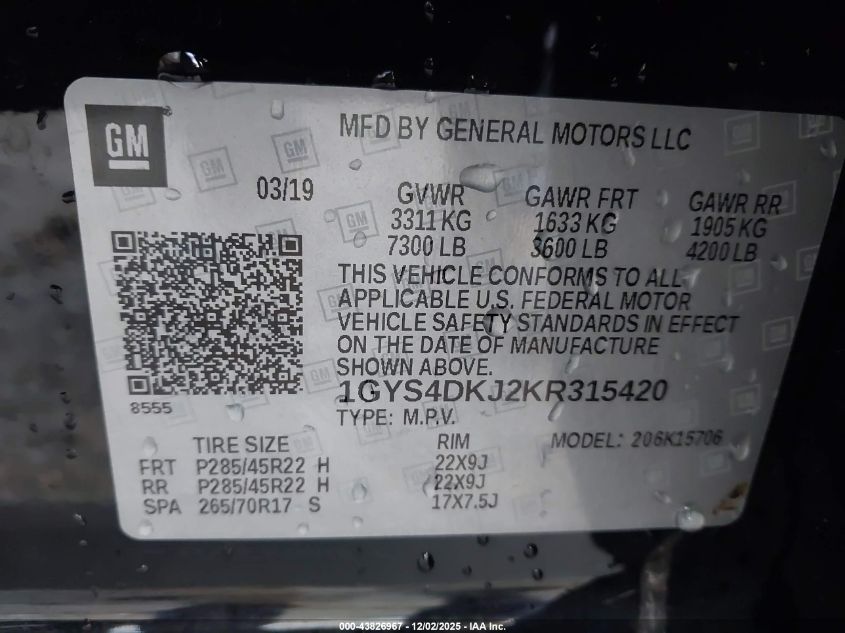 GM
MFD BY GENERAL MOTORS LLC
03/19
GVWR GAWR FRT GAWR RR
3311 KG 1633 KG 1905 KG
7300 LB 3600 LB 4200 LB
THIS VEHICLE CONFORMS TO ALL
APPLICABLE U.S. FEDERAL MOTOR
VEHICLE SAFETY STANDARDS IN EFFECT
ON THE DATE OF MANUFACTURE
SHOWN ABOVE.
1GYS4DKJ2KR315420
8555
TYPE: M.P.V.
TIRE SIZE RIM MODEL: 206K15706
FRT P285/45R22 H 22X9J
RR P285/45R22 H 22X9J
SPA 265/70R17 S 17X7.5J
000-43826967 - 12/02/2025 - IAA Inc.